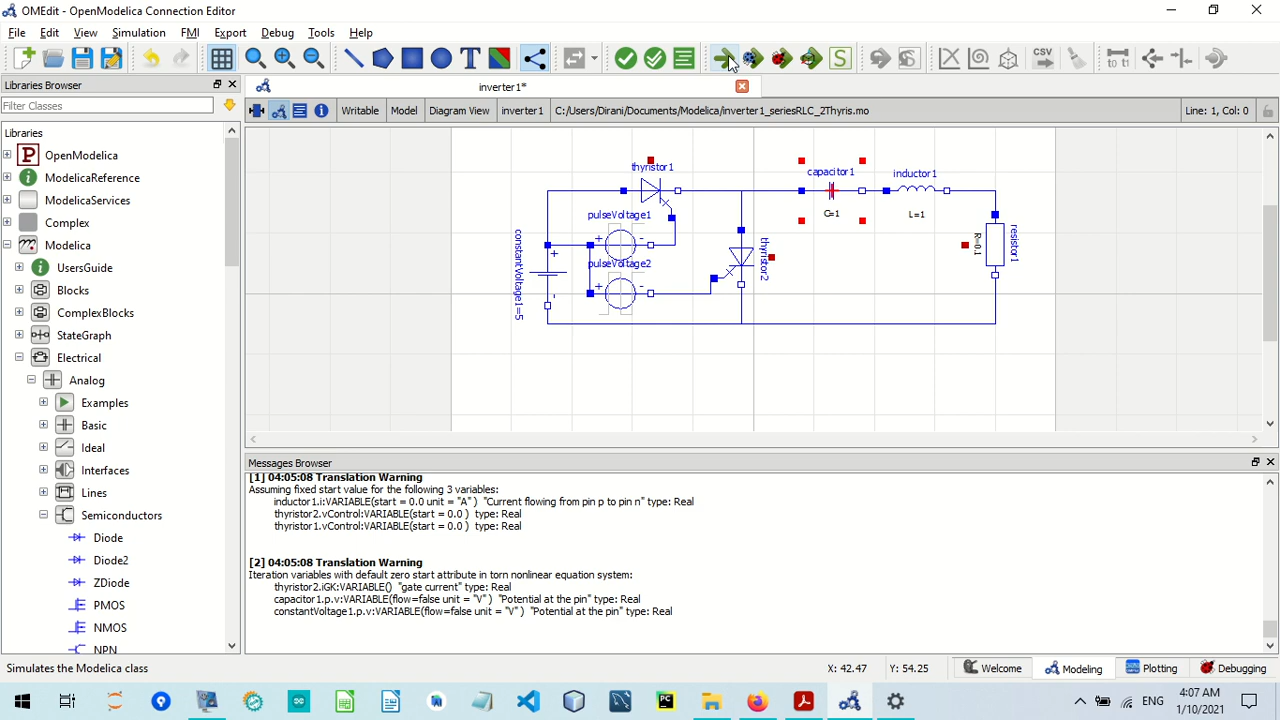 OMEdit - OpenModelica Connection Editor
File Edit View Simulation FMI Export Debug Tools Help
T
S
CSV
Libraries Browser
inverter1*
Filter Classes
Writable Model Diagram View inverter1 C:/Users/Dirani/Documents/Modelica/inverter1_seriesRLC_2Thyris.mo Line: 1, Col: 0
Libraries
P OpenModelica
i ModelicaReference
ModelicaServices
Complex
Modelica
i UsersGuide
Blocks
ComplexBlocks
StateGraph
Electrical
Analog
Examples
Basic
Ideal
Interfaces
Lines
Semiconductors
Diode
Diode2
ZDiode
PMOS
NMOS
NPN
thyristor1
capacitor1
inductor1
pulseVoltage1
C=1
L=1
+ -
constantVoltage1=5
+
-
pulseVoltage2
+ -
thyristor2
R=0.1
resistor1
Messages Browser
[1] 04:05:08 Translation Warning
Assuming fixed start value for the following 3 variables:
inductor1.i:VARIABLE(start = 0.0 unit = "A" ) "Current flowing from pin p to pin n" type: Real
thyristor2.vControl:VARIABLE(start = 0.0 ) type: Real
thyristor1.vControl:VARIABLE(start = 0.0 ) type: Real
[2] 04:05:08 Translation Warning
Iteration variables with default zero start attribute in torn nonlinear equation system:
thyristor2.iGK:VARIABLE() "gate current" type: Real
capacitor1.p.v:VARIABLE(flow=false unit = "V" ) "Potential at the pin" type: Real
constantVoltage1.p.v:VARIABLE(flow=false unit = "V" ) "Potential at the pin" type: Real
Simulates the Modelica class
X: 42.47 Y: 54.25 Welcome Modeling Plotting Debugging
PC
ENG
4:07 AM
1/10/2021